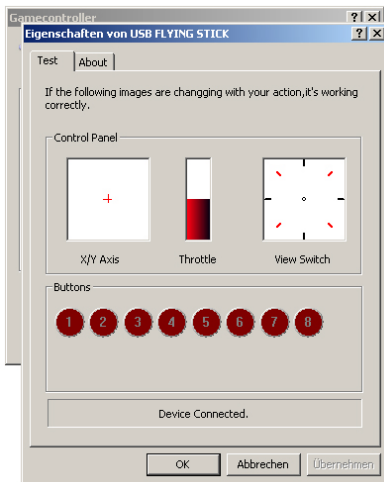 Gamecontroller
Eigenschaften von USB FLYING STICK
Test
About
If the following images are changging with your action,it's working
correctly.
Control Panel
X/Y Axis
Throttle
View Switch
Buttons
1 2 3 4 5 6 7 8
Device Connected.
OK
Abbrechen
Übernehmen